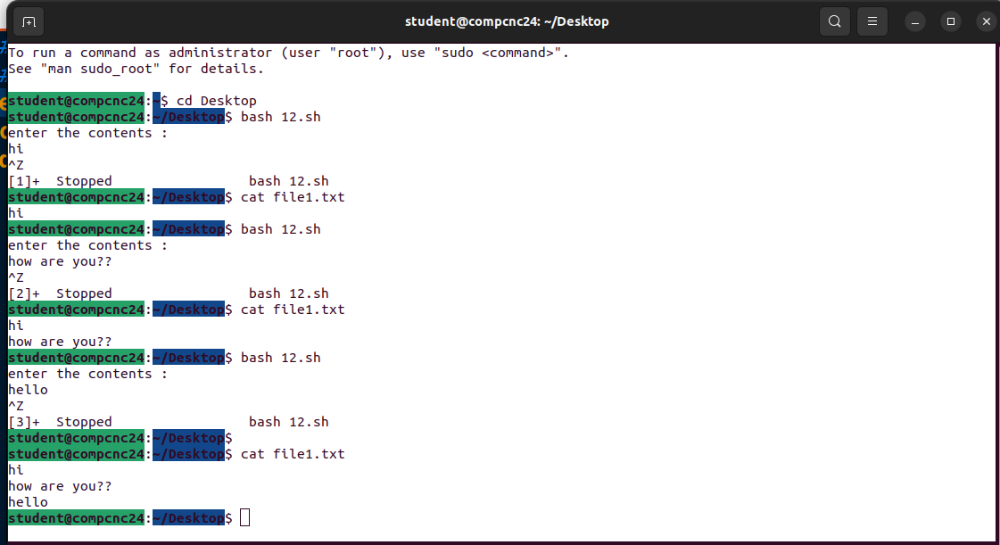 student@compcnc24: ~/Desktop
To run a command as administrator (user "root"), use "sudo <command>".
See "man sudo_root" for details.
student@compcnc24:~$ cd Desktop
student@compcnc24:~/Desktop$ bash 12.sh
enter the contents :
hi
^Z
[1]+  Stopped                 bash 12.sh
student@compcnc24:~/Desktop$ cat file1.txt
hi
student@compcnc24:~/Desktop$ bash 12.sh
enter the contents :
how are you??
^Z
[2]+  Stopped                 bash 12.sh
student@compcnc24:~/Desktop$ cat file1.txt
hi
how are you??
student@compcnc24:~/Desktop$ bash 12.sh
enter the contents :
hello
^Z
[3]+  Stopped                 bash 12.sh
student@compcnc24:~/Desktop$
student@compcnc24:~/Desktop$ cat file1.txt
hi
how are you??
hello
student@compcnc24:~/Desktop$